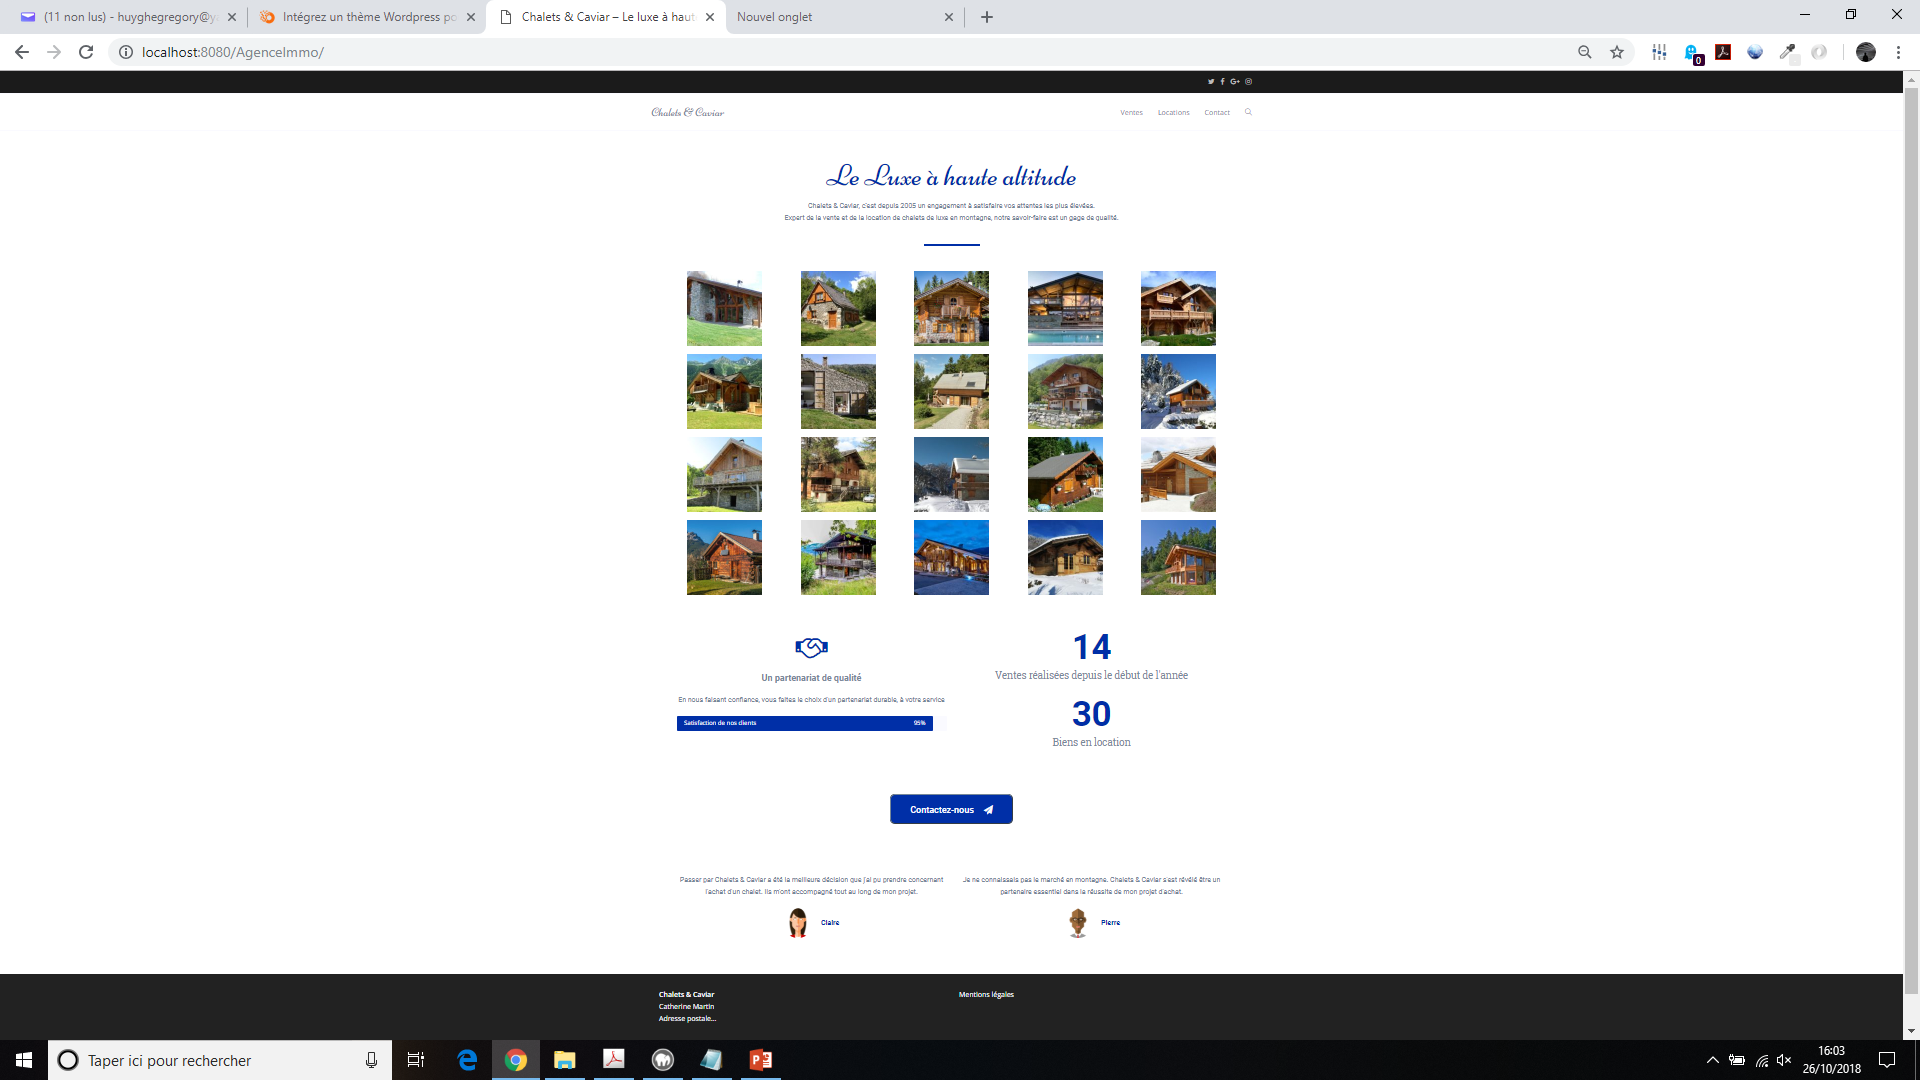 (11 non lus) - huyghegregory@y
Intégrez un thème Wordpress po
Chalets & Caviar – Le luxe à haut
Nouvel onglet
localhost:8080/AgenceImmo/
0
Chalets & Caviar
Ventes
Locations
Contact
Le Luxe à haute altitude
Chalets & Caviar, c'est depuis 2005 un engagement à satisfaire vos attentes les plus élevées.
Expert de la vente et de la location de chalets de luxe en montagne, notre savoir-faire est un gage de qualité.
Un partenariat de qualité
En nous faisant confiance, vous faites le choix d'un partenariat durable, à votre service
Satisfaction de nos clients 95%
14
Ventes réalisées depuis le début de l'année
30
Biens en location
Contactez-nous
Passer par Chalets & Caviar a été la meilleure décision que j'ai pu prendre concernant
l'achat d'un chalet. Ils m'ont accompagné tout au long de mon projet.
Claire
Je ne connaissais pas le marché en montagne. Chalets & Caviar s'est révélé être un
partenaire essentiel dans la réussite de mon projet d'achat.
Pierre
Chalets & Caviar
Catherine Martin
Adresse postale...
Mentions légales
Taper ici pour rechercher
16:03
26/10/2018